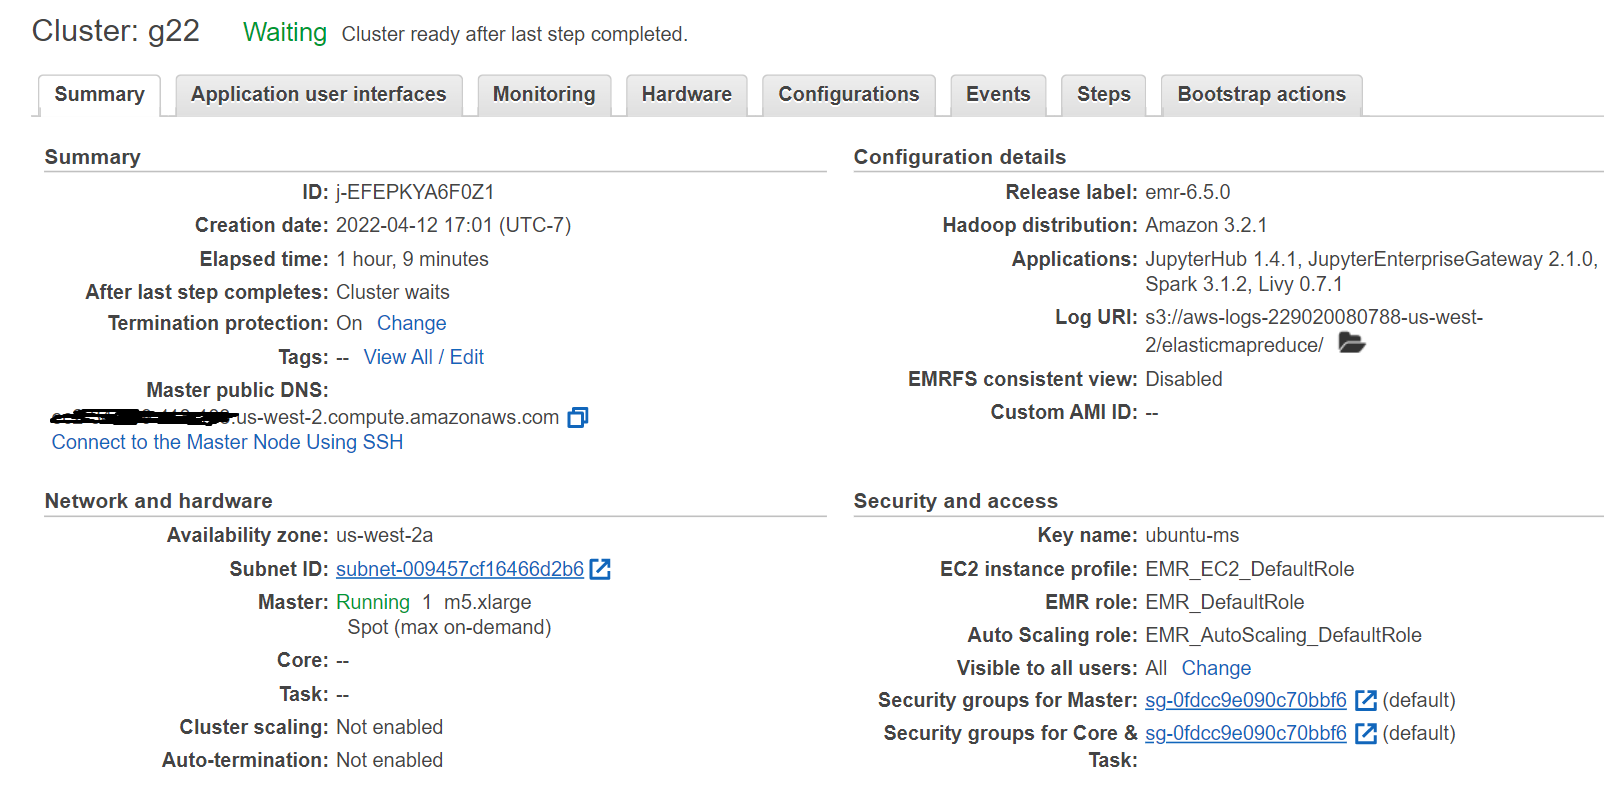 Cluster: g22 Waiting Cluster ready after last step completed.
Summary Application user interfaces Monitoring Hardware Configurations Events Steps Bootstrap actions
Summary
ID: j-EFEPKYA6F0Z1
Creation date: 2022-04-12 17:01 (UTC-7)
Elapsed time: 1 hour, 9 minutes
After last step completes: Cluster waits
Termination protection: On Change
Tags: -- View All / Edit
Master public DNS:
.us-west-2.compute.amazonaws.com
Connect to the Master Node Using SSH
Configuration details
Release label: emr-6.5.0
Hadoop distribution: Amazon 3.2.1
Applications: JupyterHub 1.4.1, JupyterEnterpriseGateway 2.1.0,
Spark 3.1.2, Livy 0.7.1
Log URI: s3://aws-logs-229020080788-us-west-
2/elasticmapreduce/
EMRFS consistent view: Disabled
Custom AMI ID: --
Network and hardware
Availability zone: us-west-2a
Subnet ID: subnet-009457cf16466d2b6
Master: Running 1 m5.xlarge
Spot (max on-demand)
Core: --
Task: --
Cluster scaling: Not enabled
Auto-termination: Not enabled
Security and access
Key name: ubuntu-ms
EC2 instance profile: EMR_EC2_DefaultRole
EMR role: EMR_DefaultRole
Auto Scaling role: EMR_AutoScaling_DefaultRole
Visible to all users: All Change
Security groups for Master: sg-0fdcc9e090c70bbf6 (default)
Security groups for Core & sg-0fdcc9e090c70bbf6 (default)
Task: